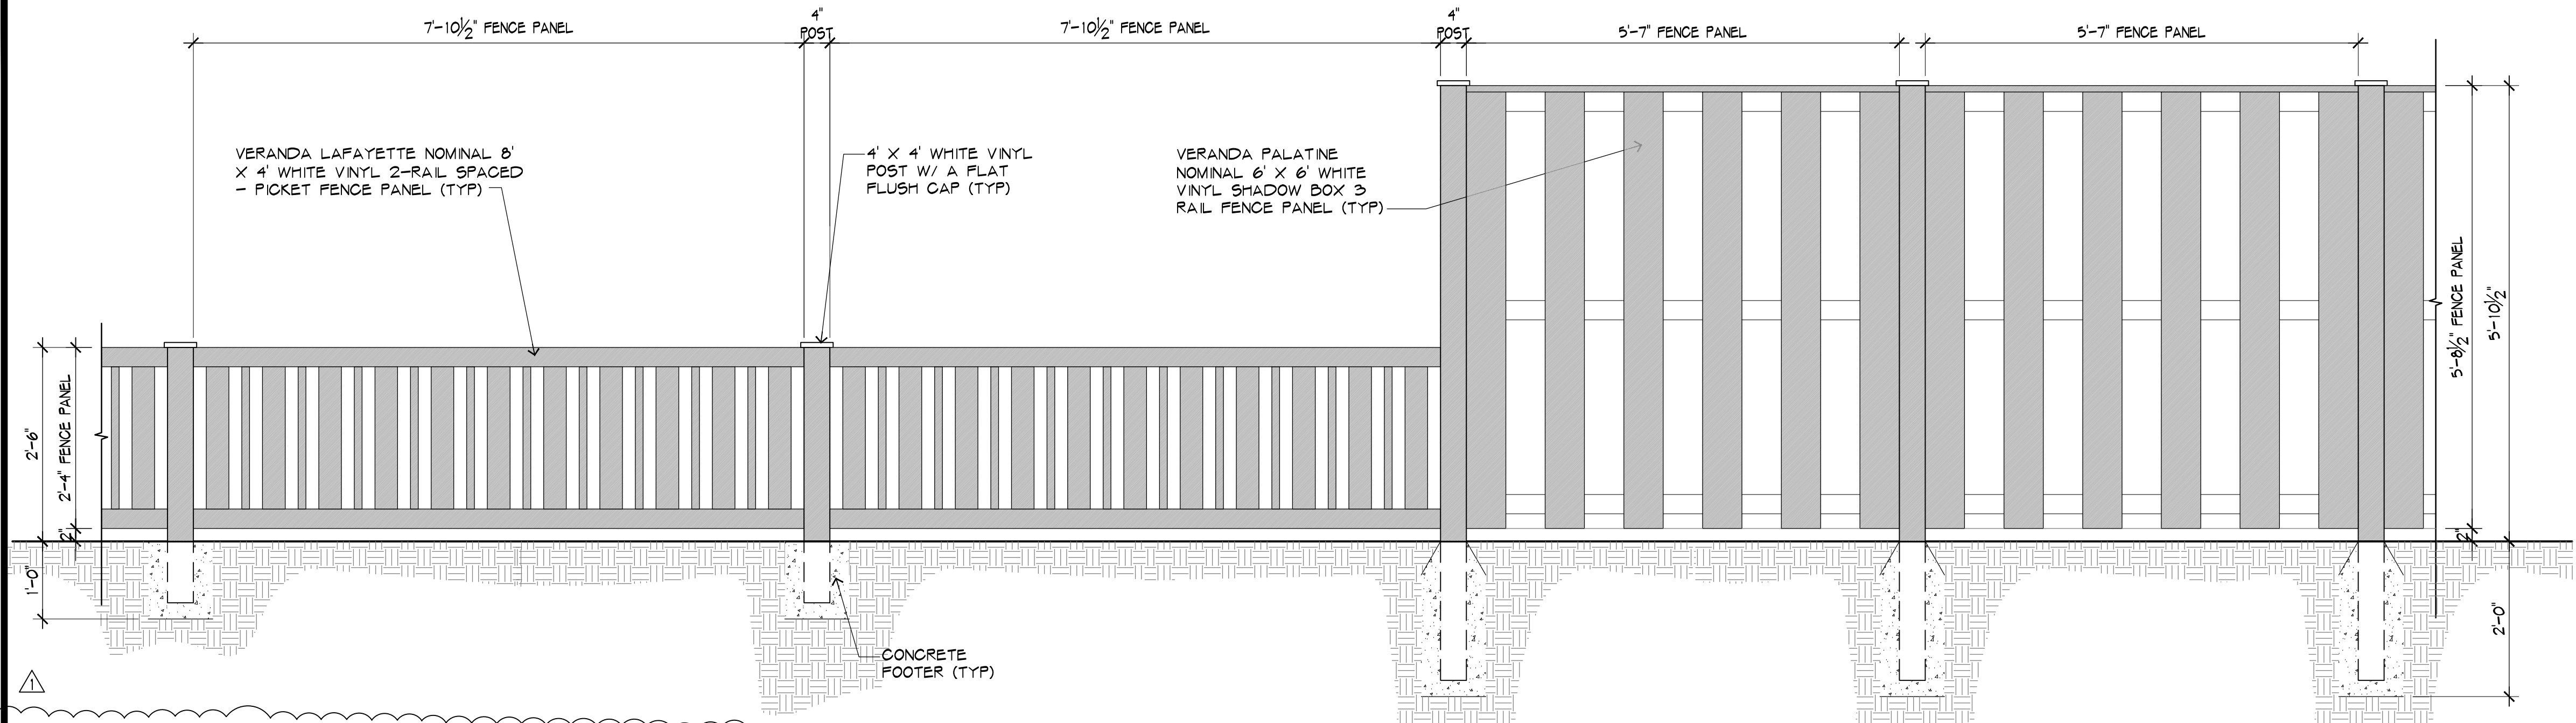 7'-10½" FENCE PANEL
4"
POST
7'-10½" FENCE PANEL
4"
POST
5'-7" FENCE PANEL
5'-7" FENCE PANEL
VERANDA LAFAYETTE NOMINAL 8'
X 4' WHITE VINYL 2-RAIL SPACED
- PICKET FENCE PANEL (TYP)
4' X 4' WHITE VINYL
POST W/ A FLAT
FLUSH CAP (TYP)
VERANDA PALATINE
NOMINAL 6' X 6' WHITE
VINYL SHADOW BOX 3
RAIL FENCE PANEL (TYP)
2'-6"
2'-4" FENCE PANEL
2"
1'-0"
5'-8½" FENCE PANEL
5'-10½"
2"
2'-0"
CONCRETE
FOOTER (TYP)
1